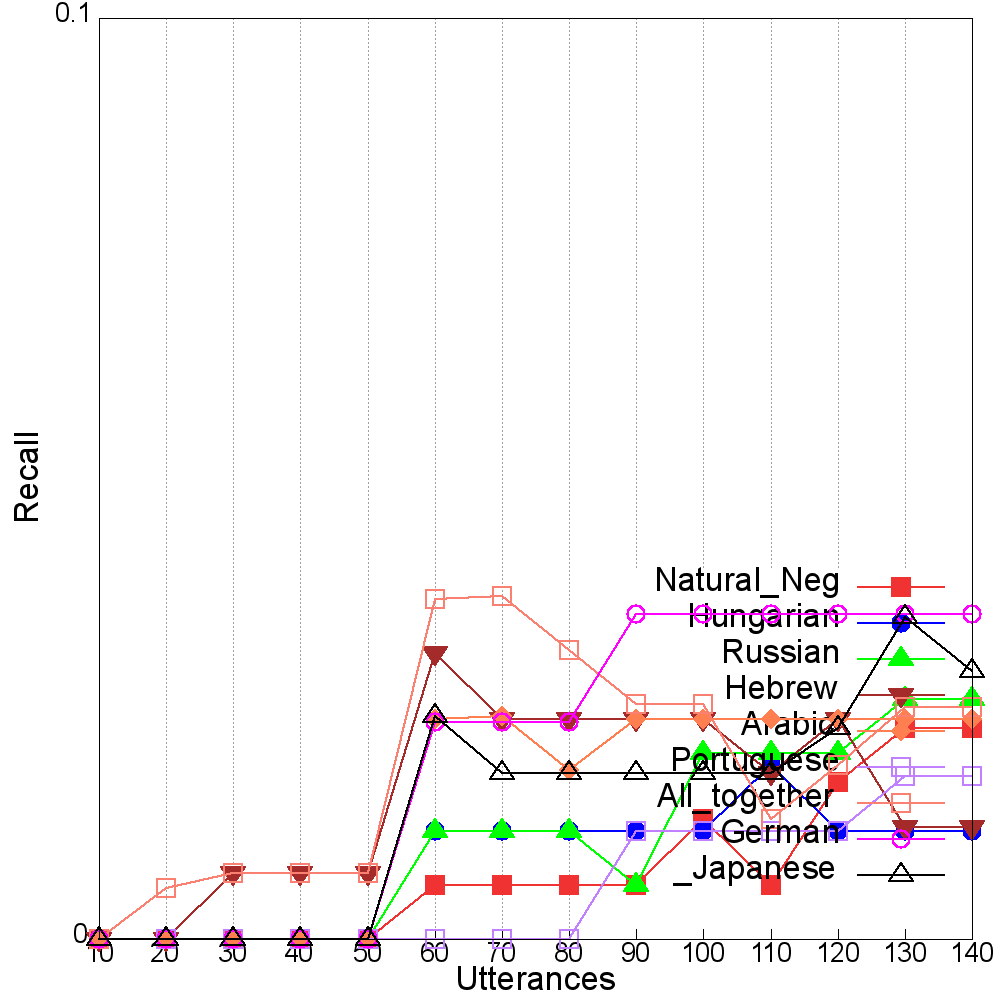 0.1
Recall
Natural_Neg
Hungarian
Russian
Hebrew
Arabic
Portuguese
All_together
German
_Japanese
0
10 20 30 40 50 60 70 80 90 100 110 120 130 140
Utterances